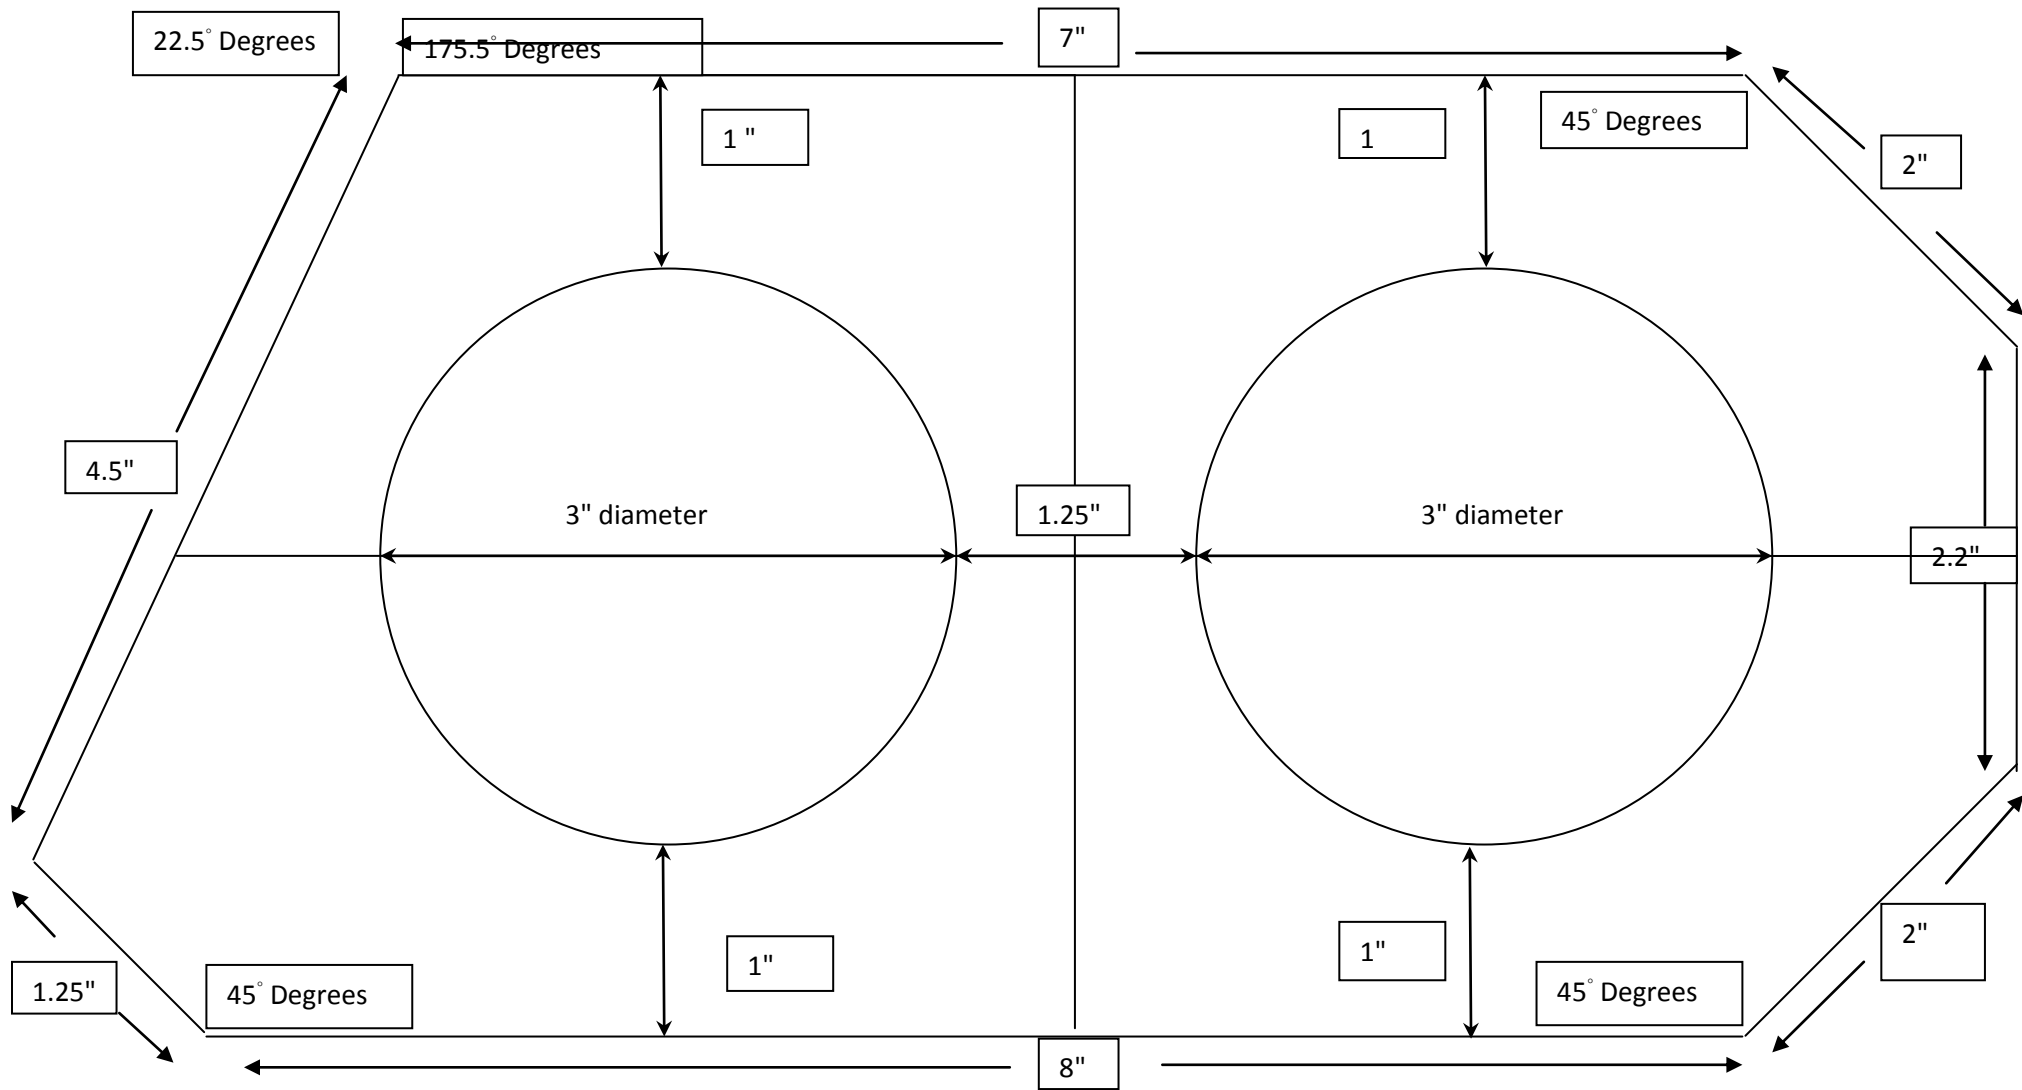 22.5° Degrees
175.5° Degrees
7"
1 "
1
45° Degrees
2"
4.5"
3" diameter
1.25"
3" diameter
2.2"
1"
1"
2"
1.25"
45° Degrees
45° Degrees
8"